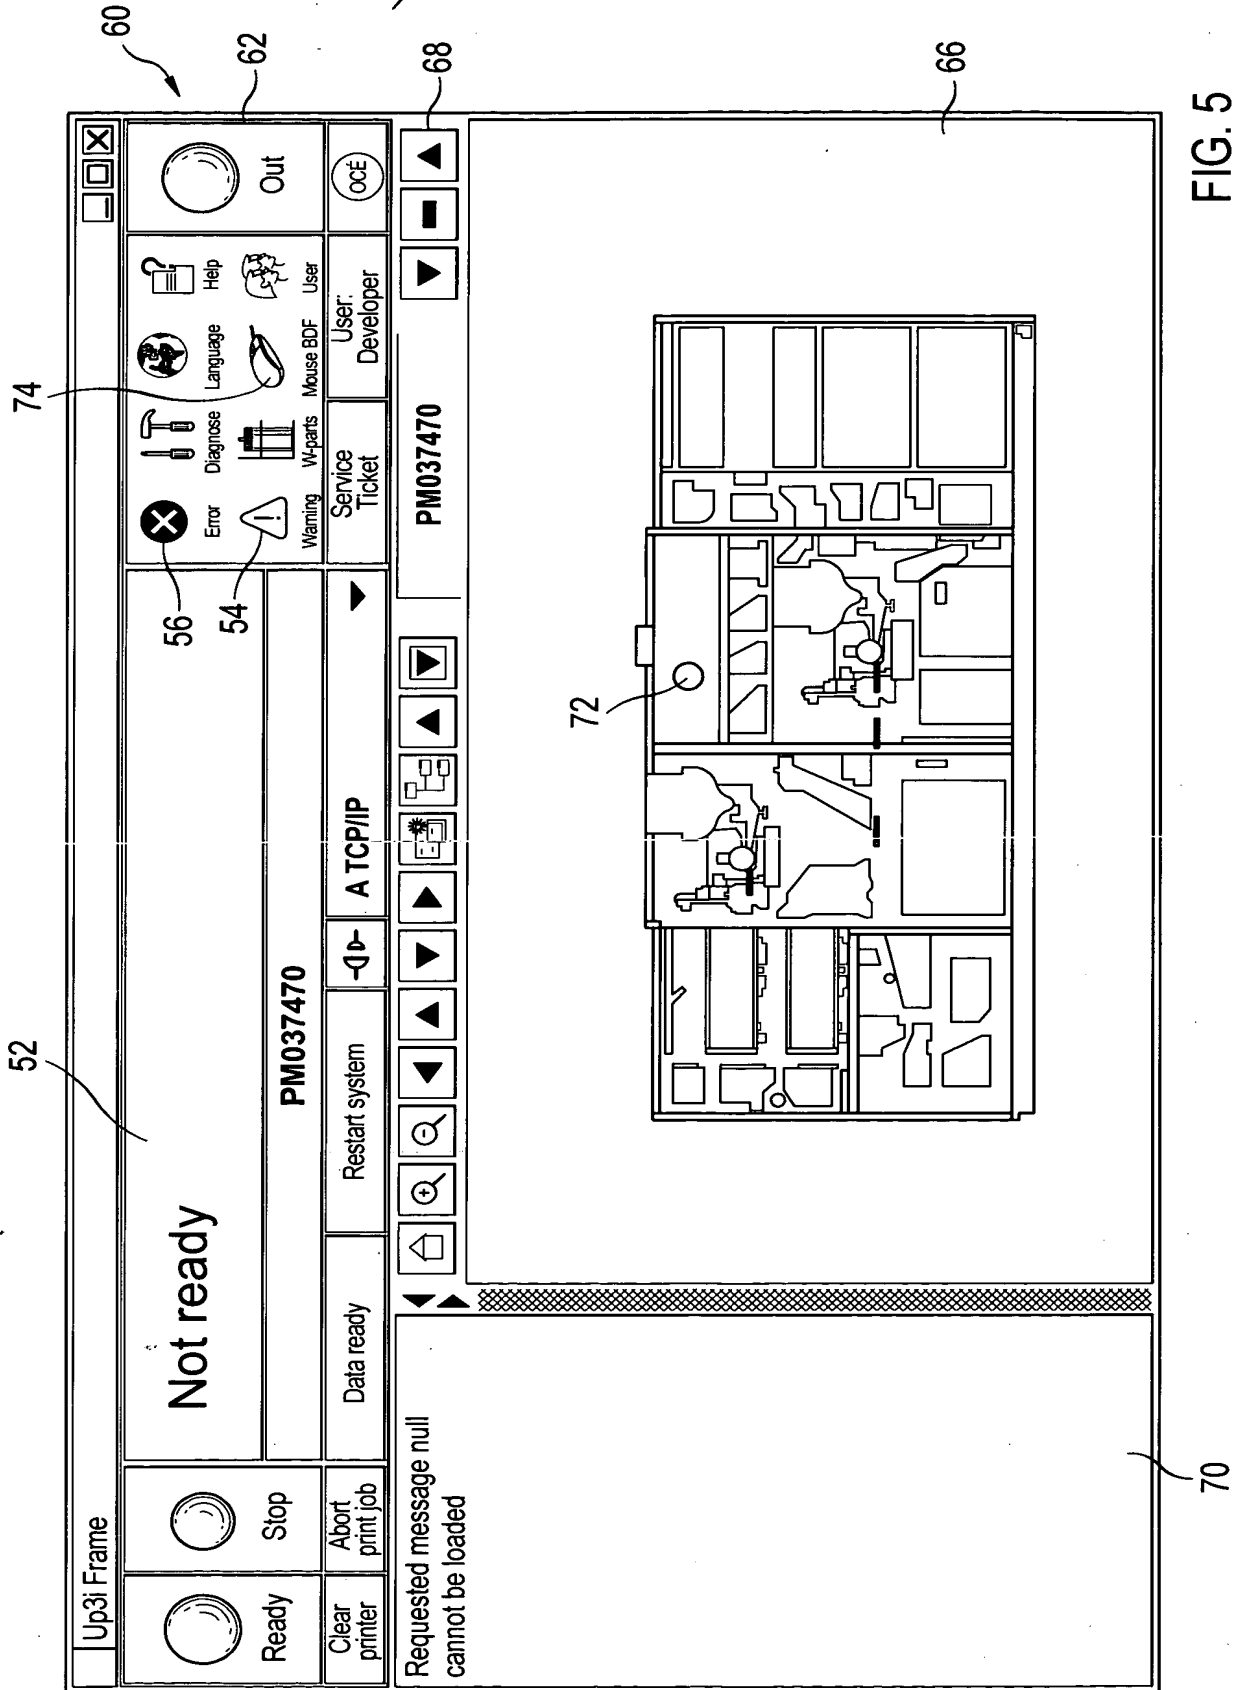 60
62
74
52
Up3i Frame
Ready
Stop
Not ready
PM037470
56
54
Error
Diagnose
Language
Help
Warning
W-parts
Mouse BDF
User
Out
Clear
printer
Abort
print job
Data ready
Restart system
A TCP/IP
Service
Ticket
User:
Developer
OCÉ
68
PM037470
Requested message null
cannot be loaded
72
66
70
FIG. 5